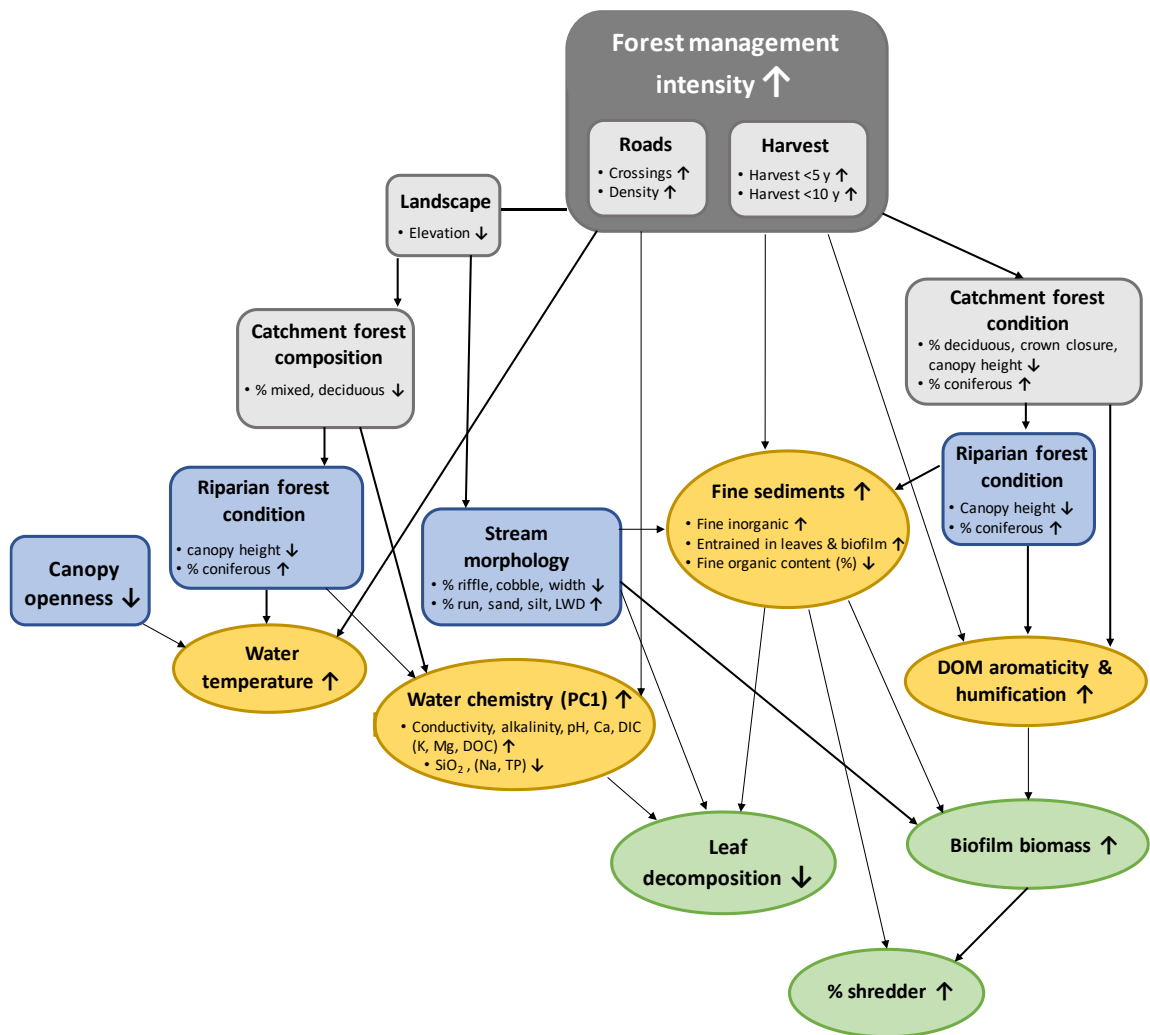 Forest management
intensity ↑
Roads
• Crossings ↑
• Density ↑
Harvest
• Harvest <5 y ↑
• Harvest <10 y ↑
Landscape
• Elevation ↓
Catchment forest
composition
• % mixed, deciduous ↓
Catchment forest
condition
• % deciduous, crown closure,
canopy height ↓
• % coniferous ↑
Riparian forest
condition
• canopy height ↓
• % coniferous ↑
Riparian forest
condition
• Canopy height ↓
• % coniferous ↑
Canopy
openness ↓
Stream
morphology
• % riffle, cobble, width ↓
• % run, sand, silt, LWD ↑
Fine sediments ↑
• Fine inorganic ↑
• Entrained in leaves & biofilm ↑
• Fine organic content (%) ↓
Water
temperature ↑
Water chemistry (PC1) ↑
• Conductivity, alkalinity, pH, Ca, DIC
(K, Mg, DOC) ↑
• SiO₂ , (Na, TP) ↓
DOM aromaticity &
humification ↑
Leaf
decomposition ↓
Biofilm biomass ↑
% shredder ↑